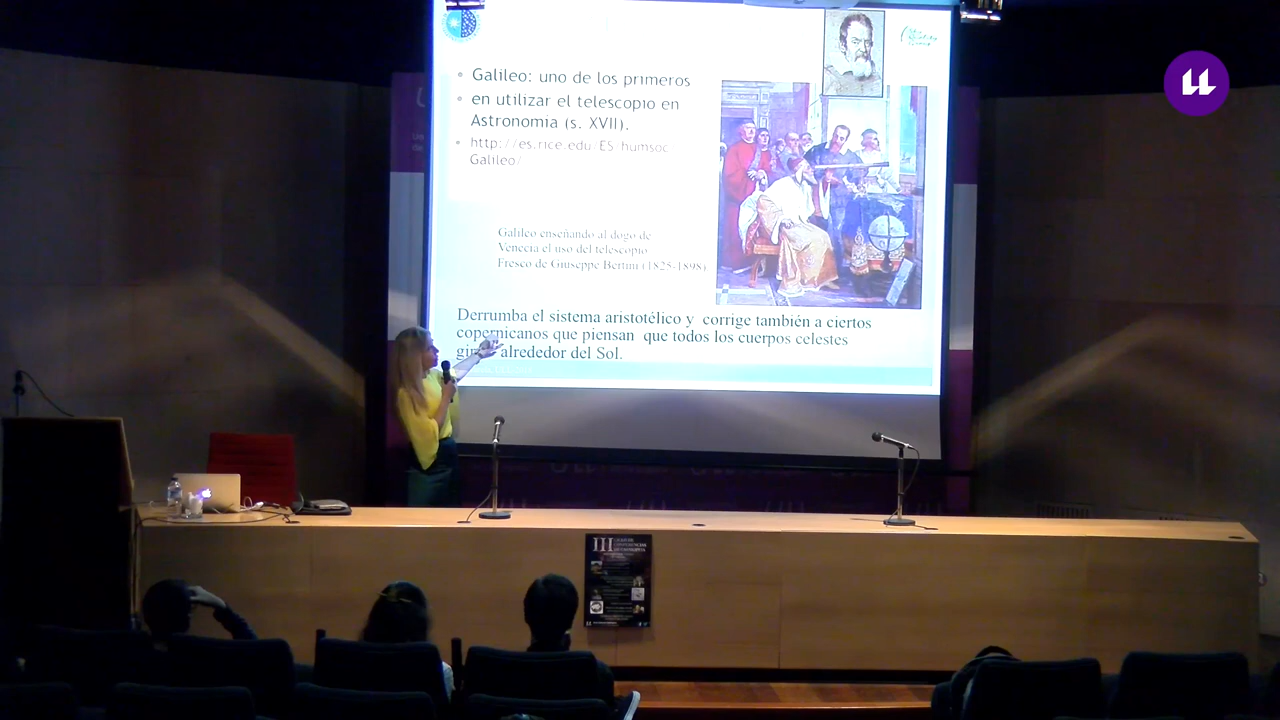 Galileo: uno de los primeros
en utilizar el telescopio en
Astronomía (s. XVII).
http://es.rice.edu/ES/humsoc/
Galileo/
Galileo enseñando al dogo de
Venecia el uso del telescopio
Fresco de Giuseppe Bertini (1825-1898)
Derrumba el sistema aristotélico y corrige también a ciertos
copernicanos que piensan que todos los cuerpos celestes
alrededor del Sol.
III